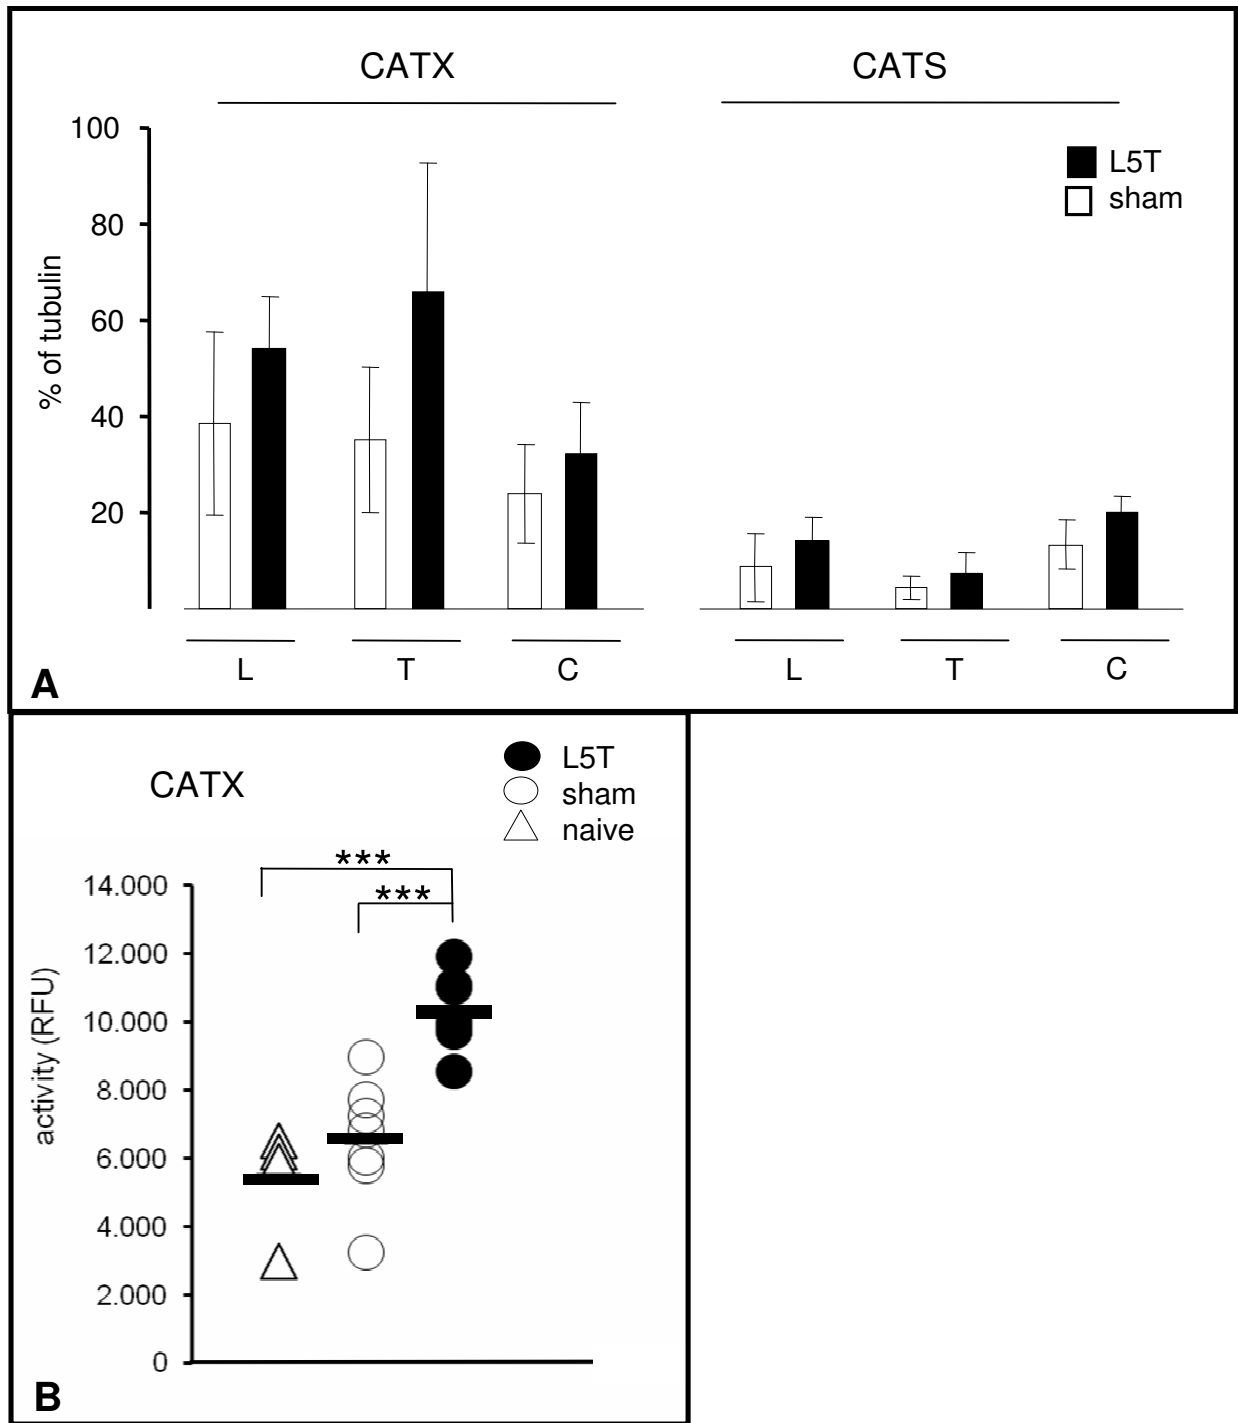 CATX CATS
100
80
60
40
20
% of tubulin
L5T
sham
L T C L T C
A
CATX
L5T
sham
naive
***
***
14.000
12.000
10.000
8.000
6.000
4.000
2.000
0
activity (RFU)
B